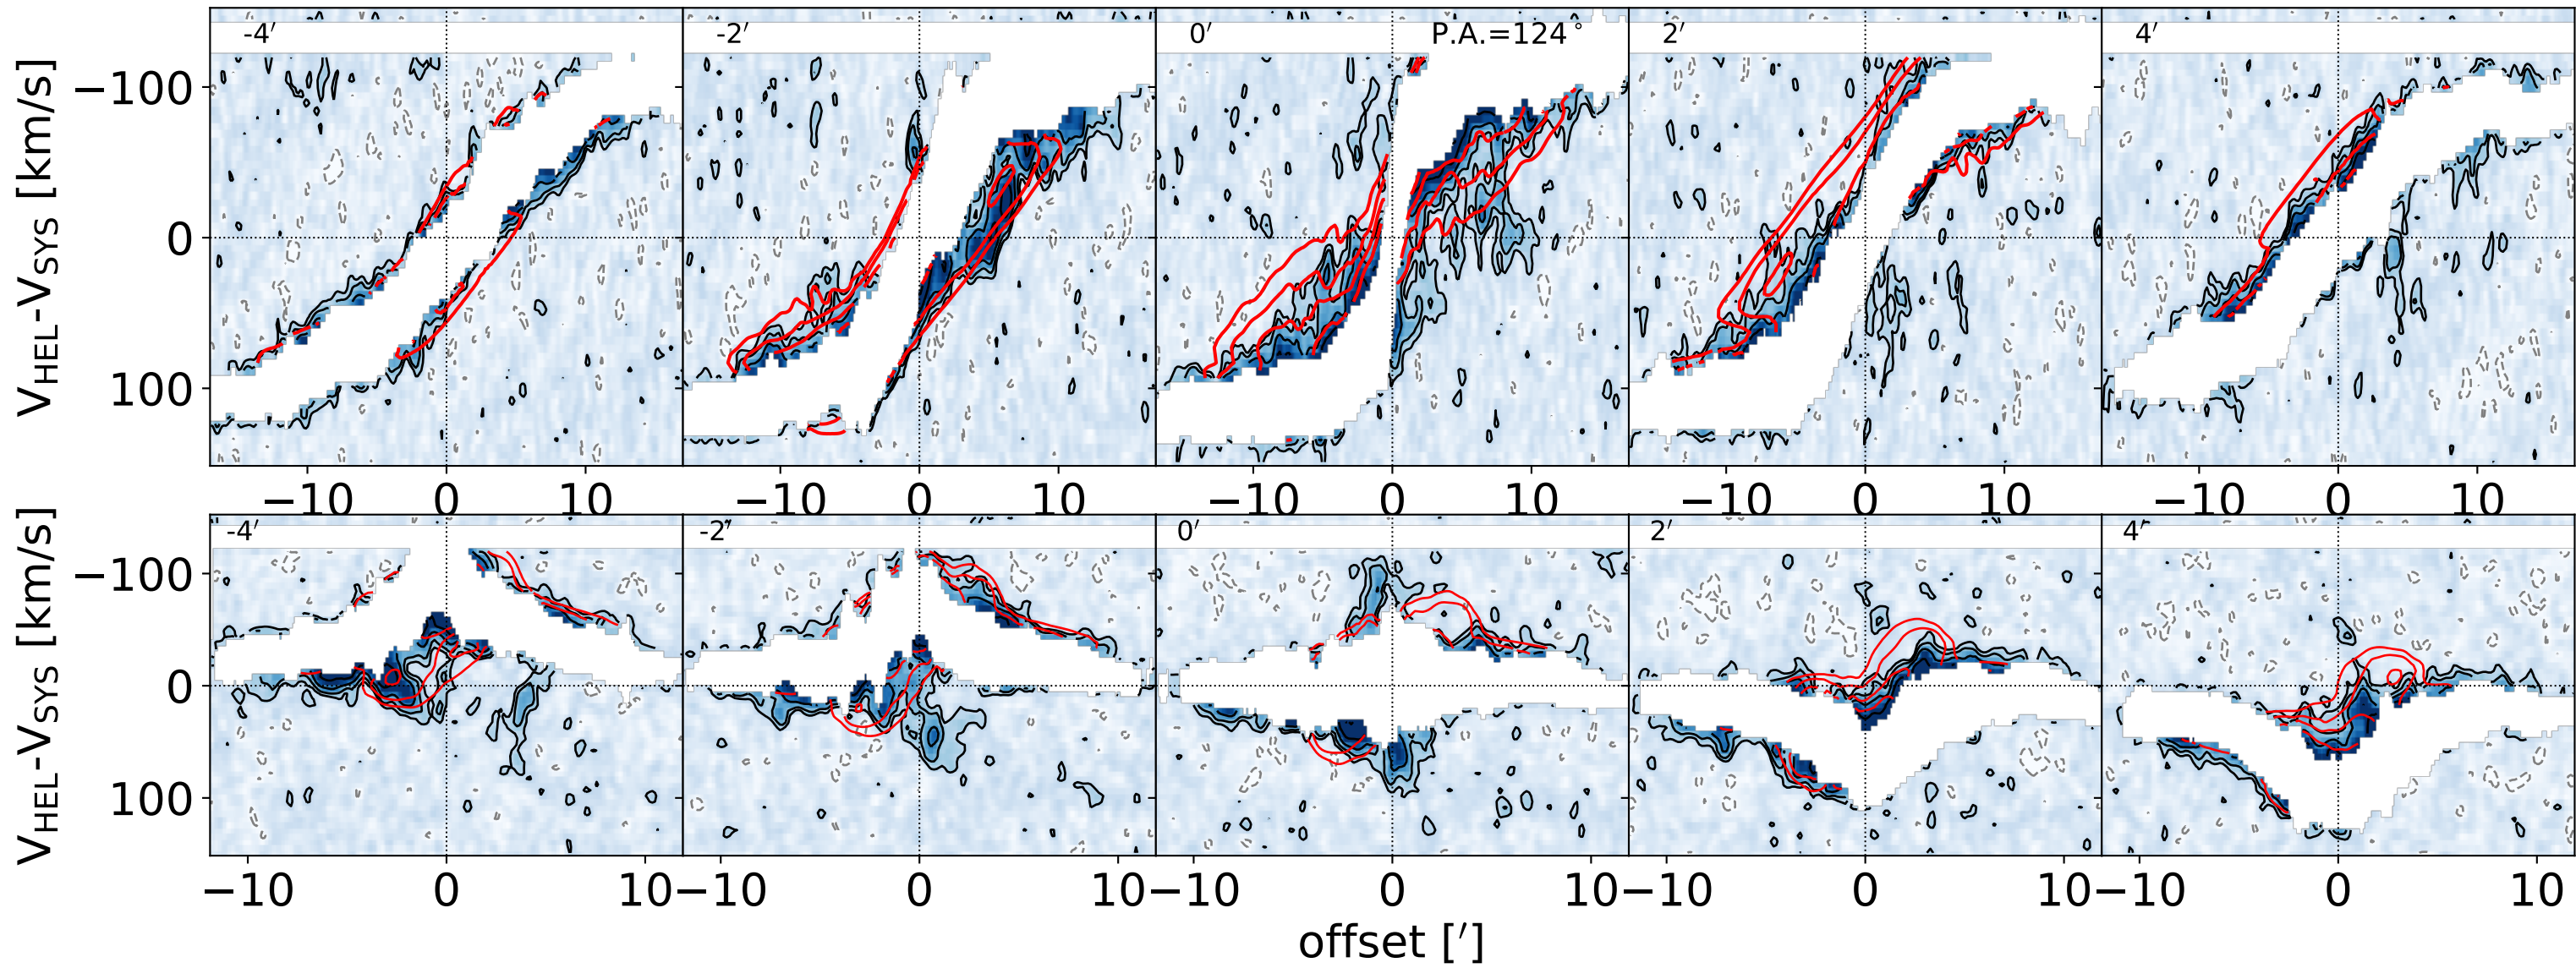 -4′ -2′ 0′ P.A.=124° 2′ 4′
V_HEL-V_SYS [km/s]
−100
0
100
−10 0 10 −10 0 10 −10 0 10 −10 0 10 −10 0 10
-4′ -2′ 0′ 2′ 4′
V_HEL-V_SYS [km/s]
−100
0
100
−10 0 10 −10 0 10 −10 0 10 −10 0 10 −10 0 10
offset [′]